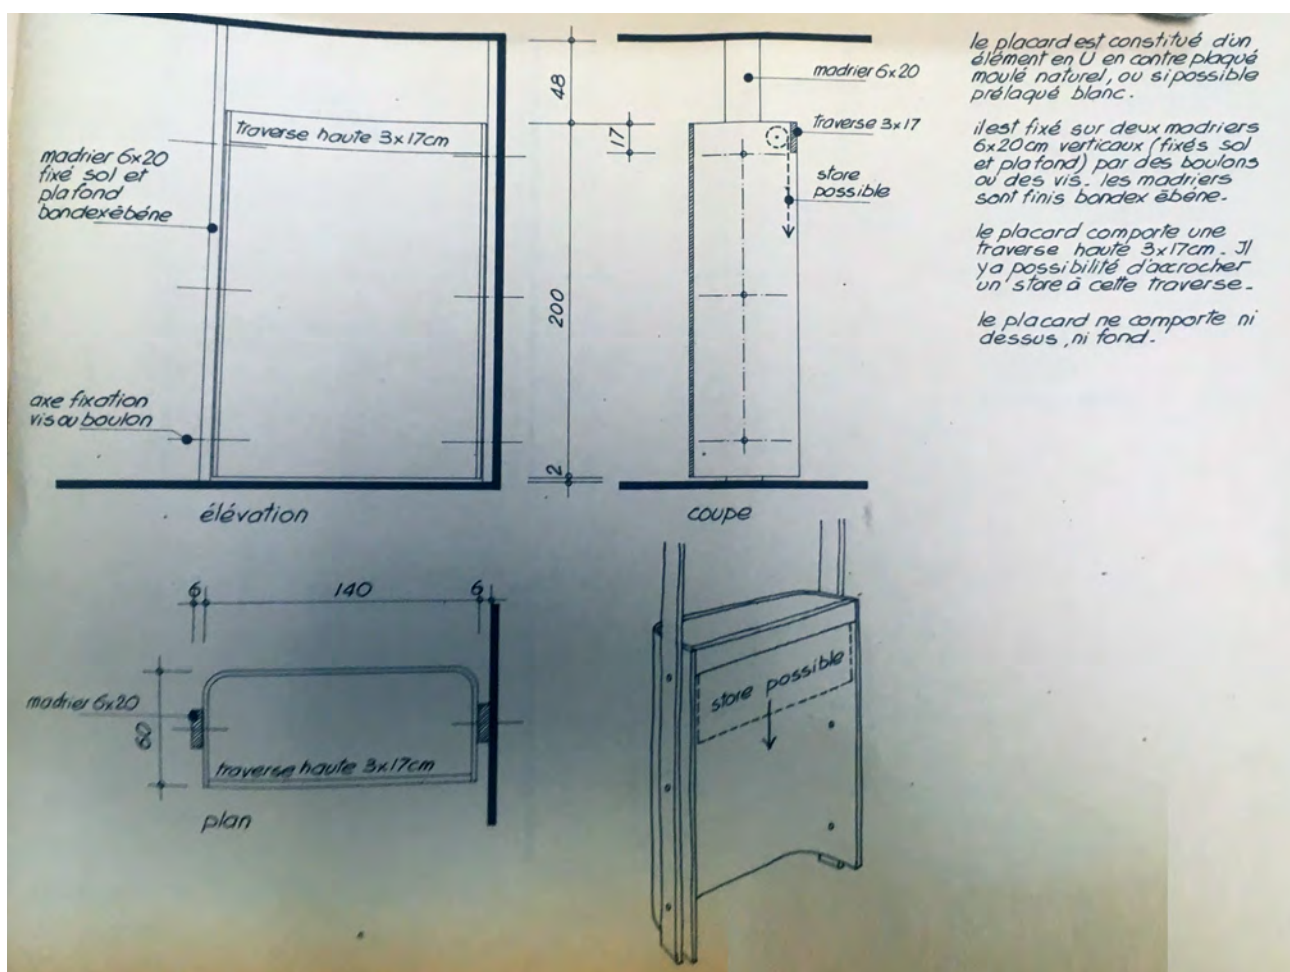 traverse haute 3x17cm
madrier 6x20
fixé sol et
plafond
bondex ébène
axe fixation
vis ou boulon
élévation
48
17
200
2
madrier 6x20
traverse 3x17
store
possible
coupe
le placard est constitué d'un
élément en U en contre plaqué
moulé naturel, ou si possible
prélaqué blanc.
il est fixé sur deux madriers
6x20cm verticaux (fixés sol
et plafond) par des boulons
ou des vis. les madriers
sont finis bondex ébène.
le placard comporte une
traverse haute 3x17cm. Il
y a possibilité d'accrocher
un store à cette traverse.
le placard ne comporte ni
dessus, ni fond.
6 140 6
madrier 6x20
60
traverse haute 3x17cm
plan
store possible